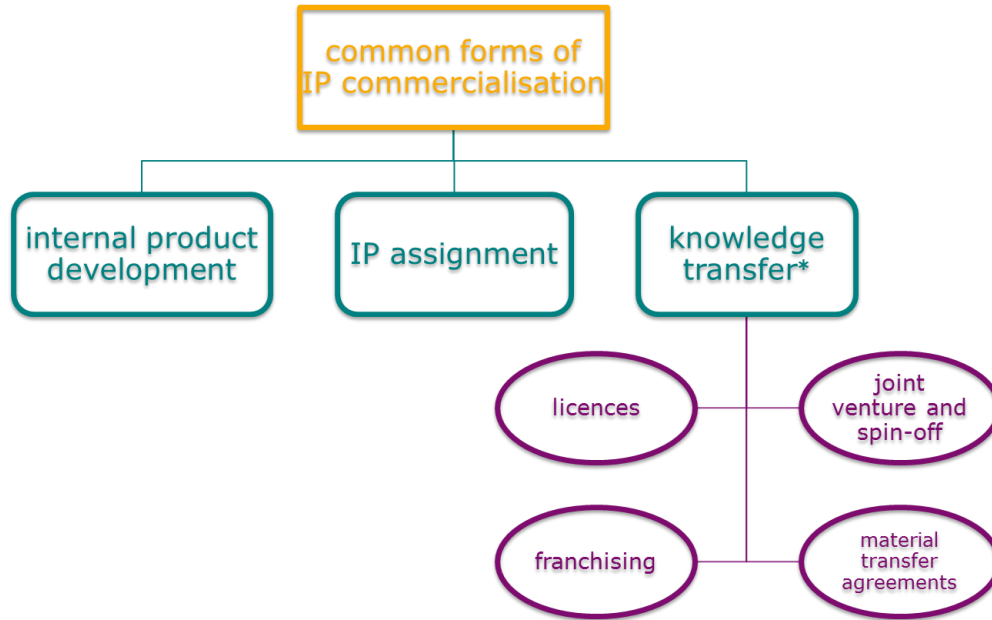 common forms of
IP commercialisation
internal product
development
IP assignment
knowledge
transfer*
licences
joint
venture and
spin-off
franchising
material
transfer
agreements